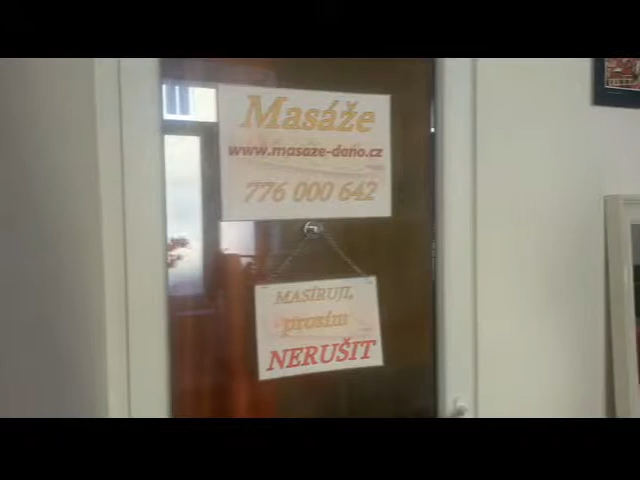 Masáže
www.masaze-dano.cz
776 000 642
MASÍRUJI,
prosím
NERUŠIT